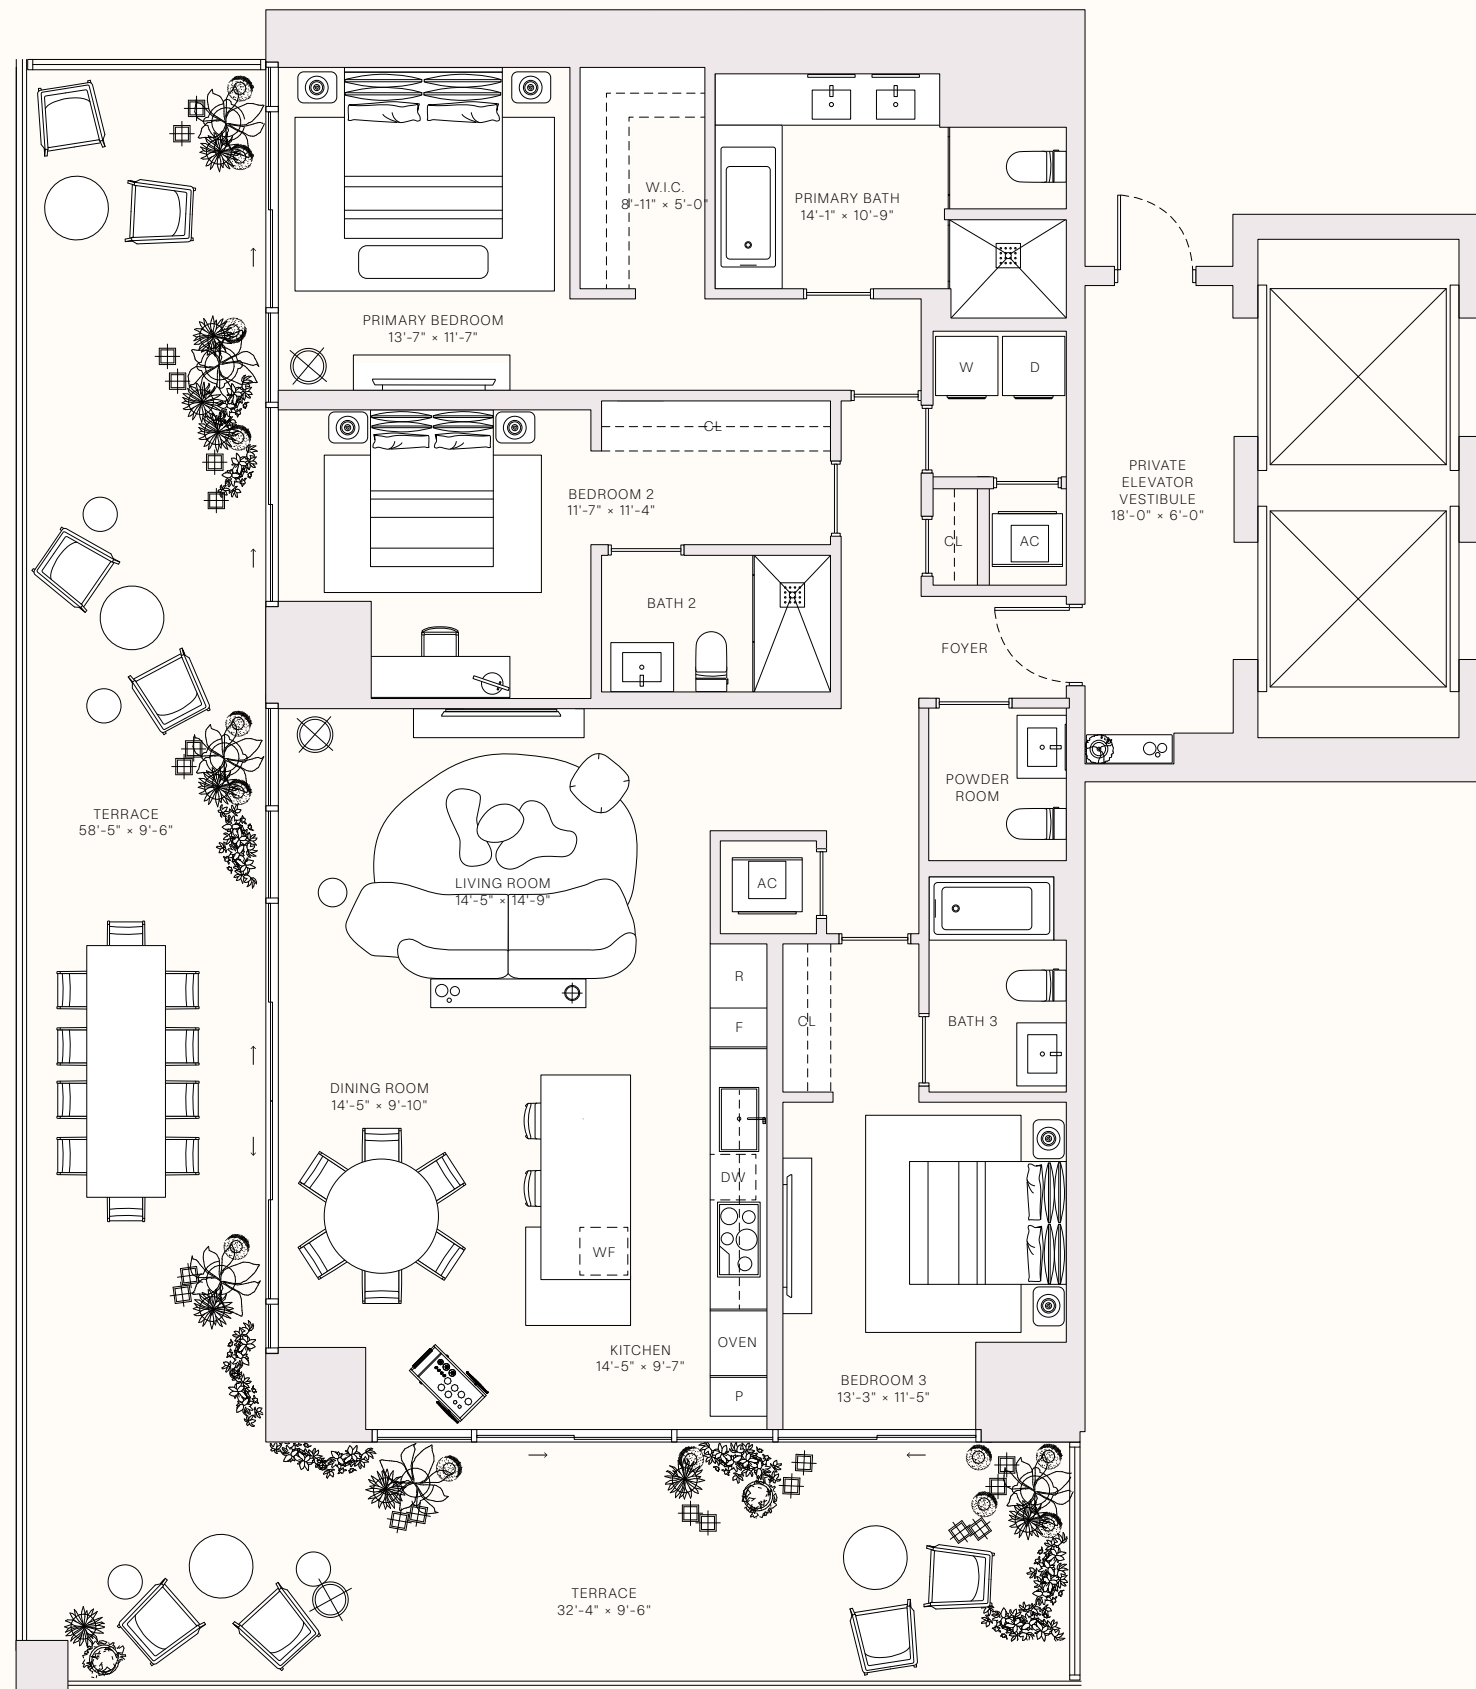 W.I.C.
8'-11" × 5'-0"
PRIMARY BATH
14'-1" × 10'-9"
PRIMARY BEDROOM
13'-7" × 11'-7"
W
D
CL
BEDROOM 2
11'-7" × 11'-4"
PRIVATE
ELEVATOR
VESTIBULE
18'-0" × 6'-0"
CL
AC
BATH 2
FOYER
POWDER
ROOM
TERRACE
58'-5" × 9'-6"
LIVING ROOM
14'-5" × 14'-9"
AC
R
F
CL
BATH 3
DINING ROOM
14'-5" × 9'-10"
DW
WF
OVEN
KITCHEN
14'-5" × 9'-7"
P
BEDROOM 3
13'-3" × 11'-5"
TERRACE
32'-4" × 9'-6"